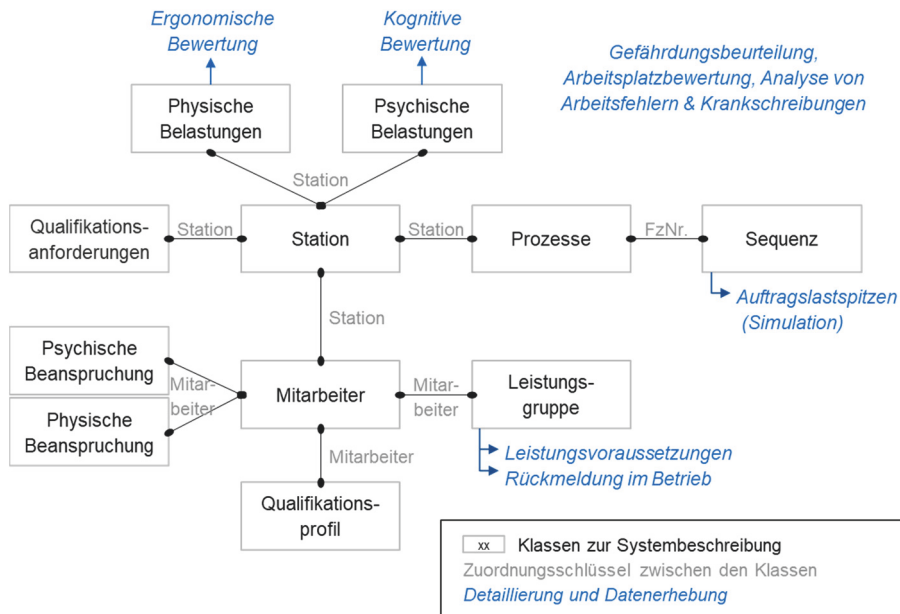 Ergonomische
Bewertung
Kognitive
Bewertung
Gefährdungsbeurteilung,
Arbeitsplatzbewertung, Analyse von
Arbeitsfehlern & Krankschreibungen
Physische
Belastungen
Psychische
Belastungen
Station
Qualifikations-
anforderungen
Station
Station
Station
Prozesse
FzNr.
Sequenz
Auftragslastspitzen
(Simulation)
Station
Psychische
Beanspruchung
Physische
Beanspruchung
Mitar-
beiter
Mitarbeiter
Mitar-
beiter
Leistungs-
gruppe
Leistungsvoraussetzungen
Rückmeldung im Betrieb
Mitarbeiter
Qualifikations-
profil
xx Klassen zur Systembeschreibung
Zuordnungsschlüssel zwischen den Klassen
Detaillierung und Datenerhebung